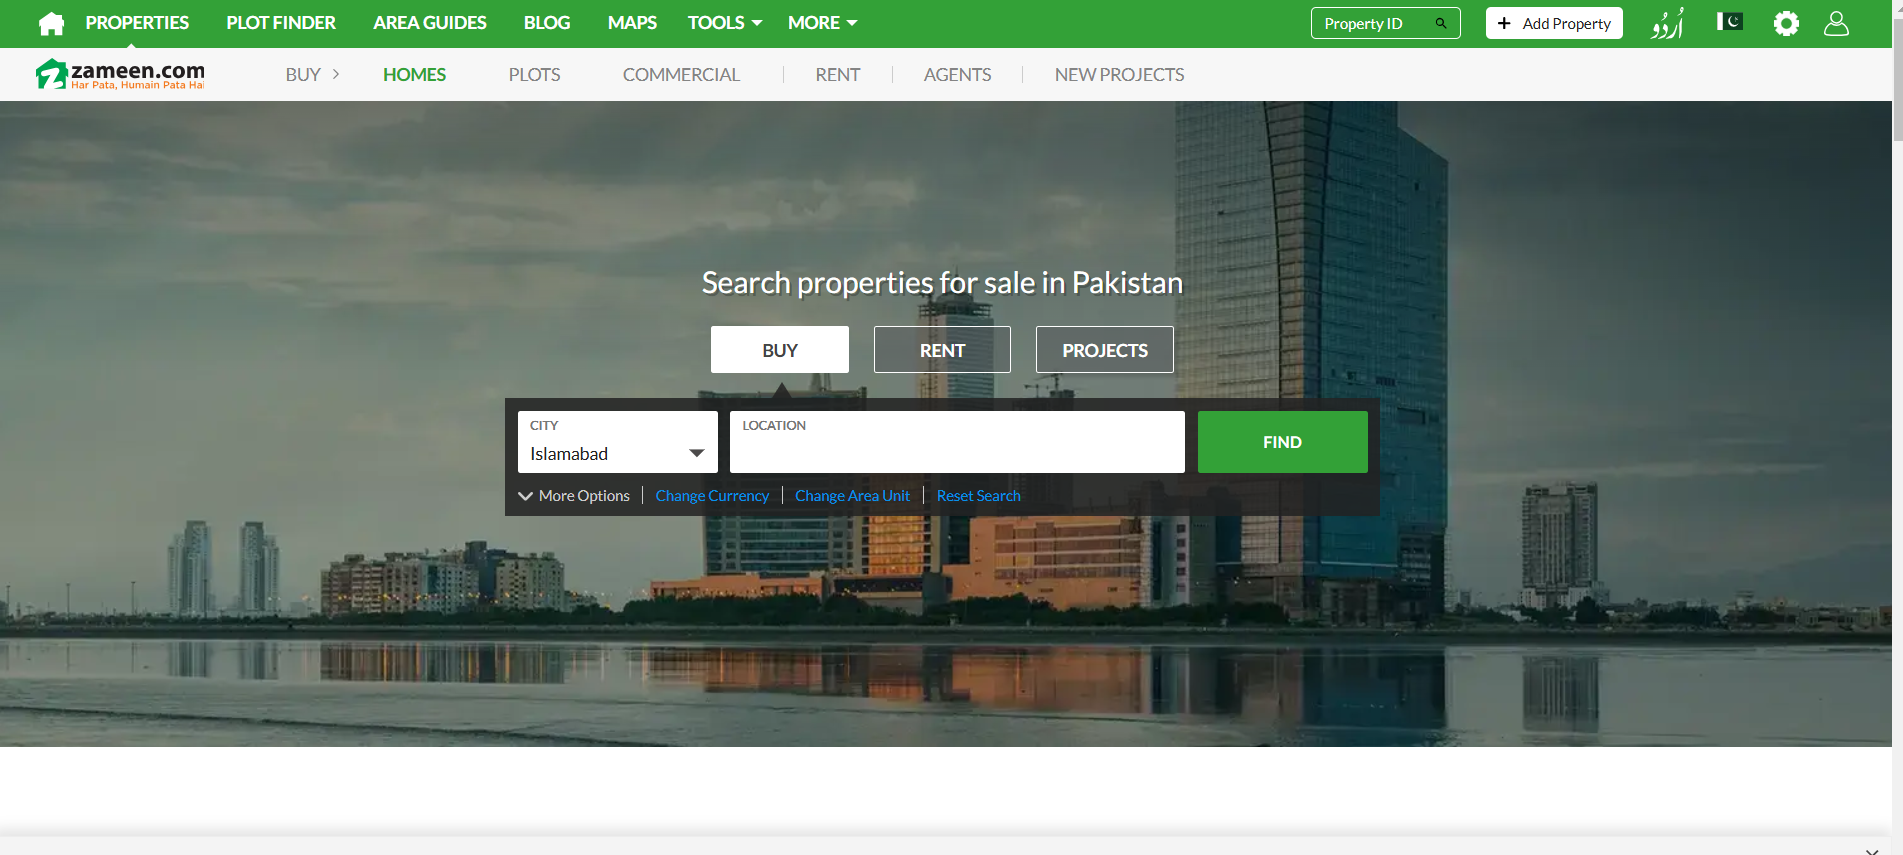 PROPERTIES PLOT FINDER AREA GUIDES BLOG MAPS TOOLS MORE Property ID Add Property اُردُو
zameen.com
Har Pata, Humain Pata Hai
BUY HOMES PLOTS COMMERCIAL RENT AGENTS NEW PROJECTS
Search properties for sale in Pakistan
BUY RENT PROJECTS
CITY LOCATION
Islamabad FIND
More Options Change Currency Change Area Unit Reset Search